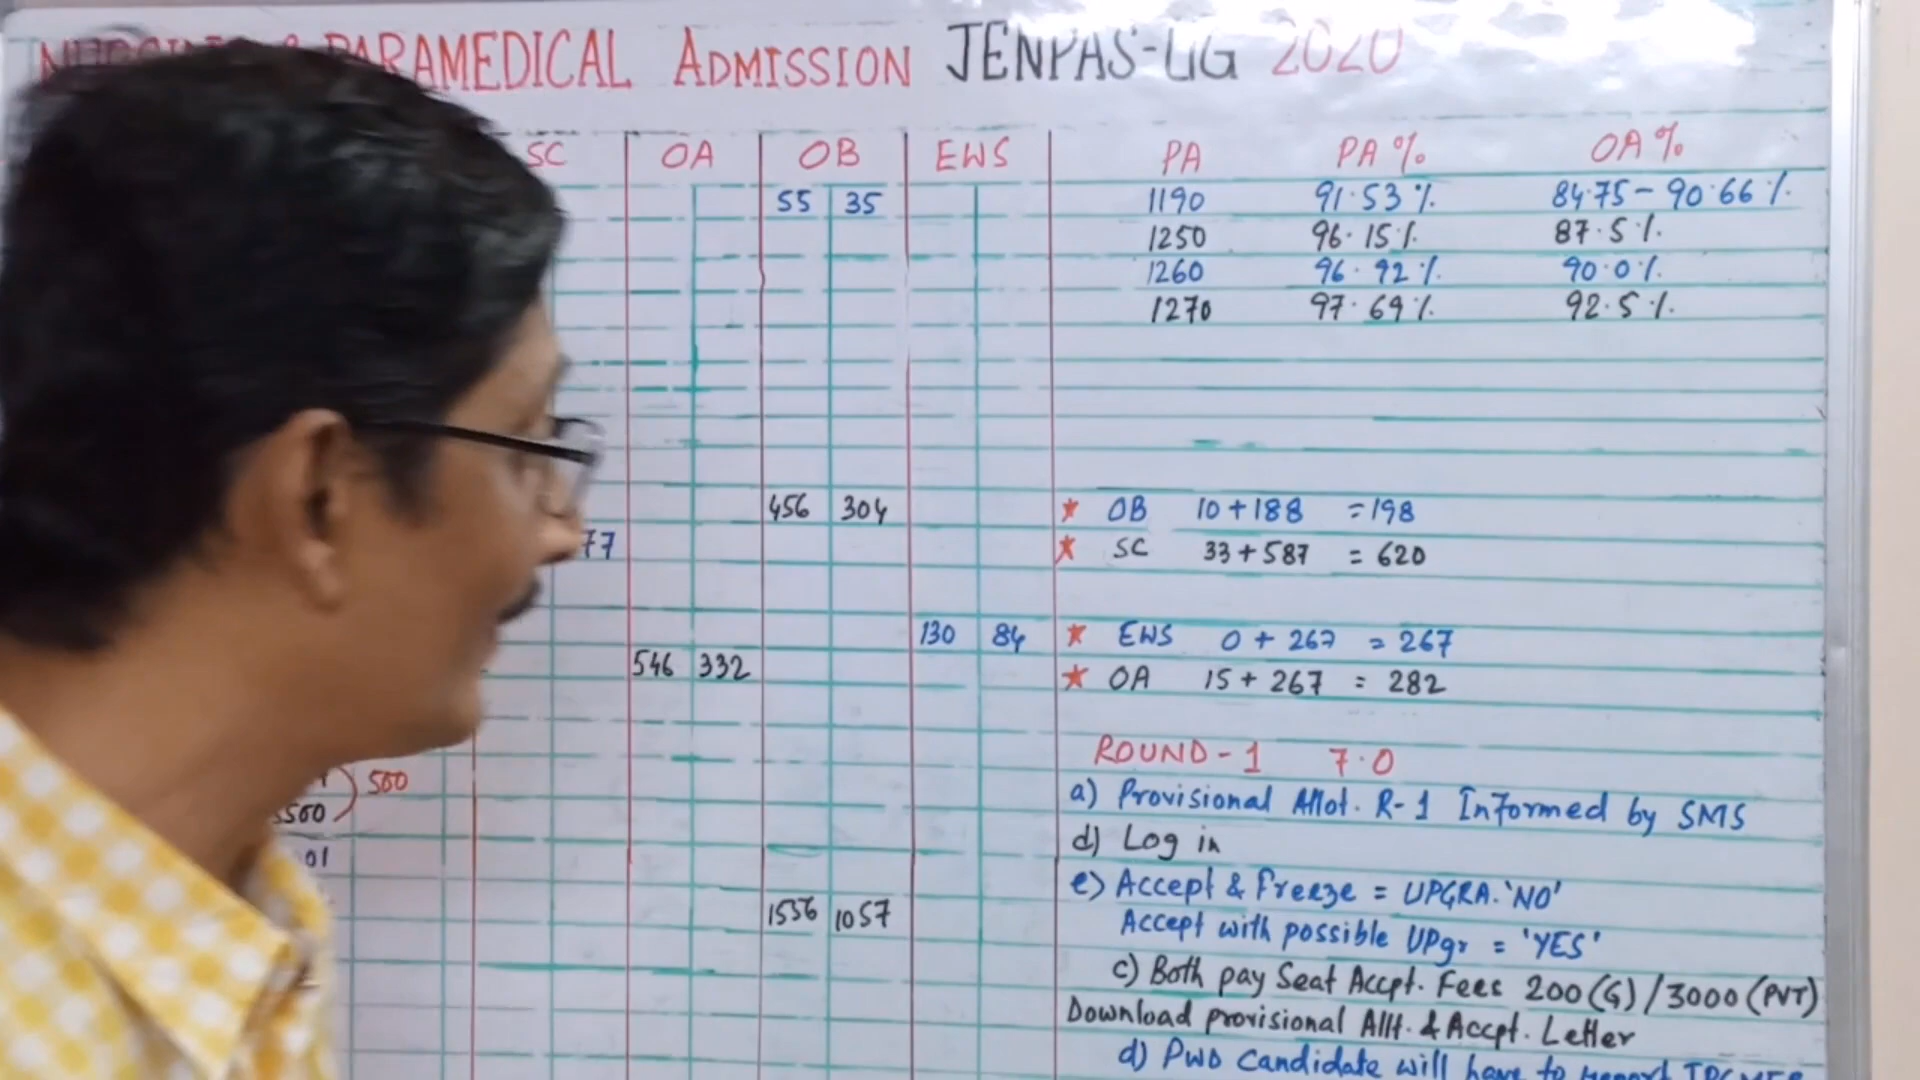 PARAMEDICAL ADMISSION JENPAS-UG 2020
SC OA OB EWS PA PA% OA%
55 35 1190 91.53% 84.75-90.66%
1250 96.15% 87.5%
1260 96.92% 90.0%
1270 97.69% 92.5%
456 304 * OB 10+188 =198
77 * SC 33+587 = 620
130 84 * EWS 0 + 267 = 267
546 332 * OA 15 + 267 = 282
ROUND-1 7.0
500 a) Provisional Allot. R-1 Informed by SMS
d) Log in
01
e) Accept & Freeze = UPGRA. 'NO'
1556 1057 Accept with possible UPgr = 'YES'
c) Both pay Seat Accpt. Fees 200(G)/3000(PVT)
Download provisional Allt. & Accpt. Letter
d) PwD Candidate will have to